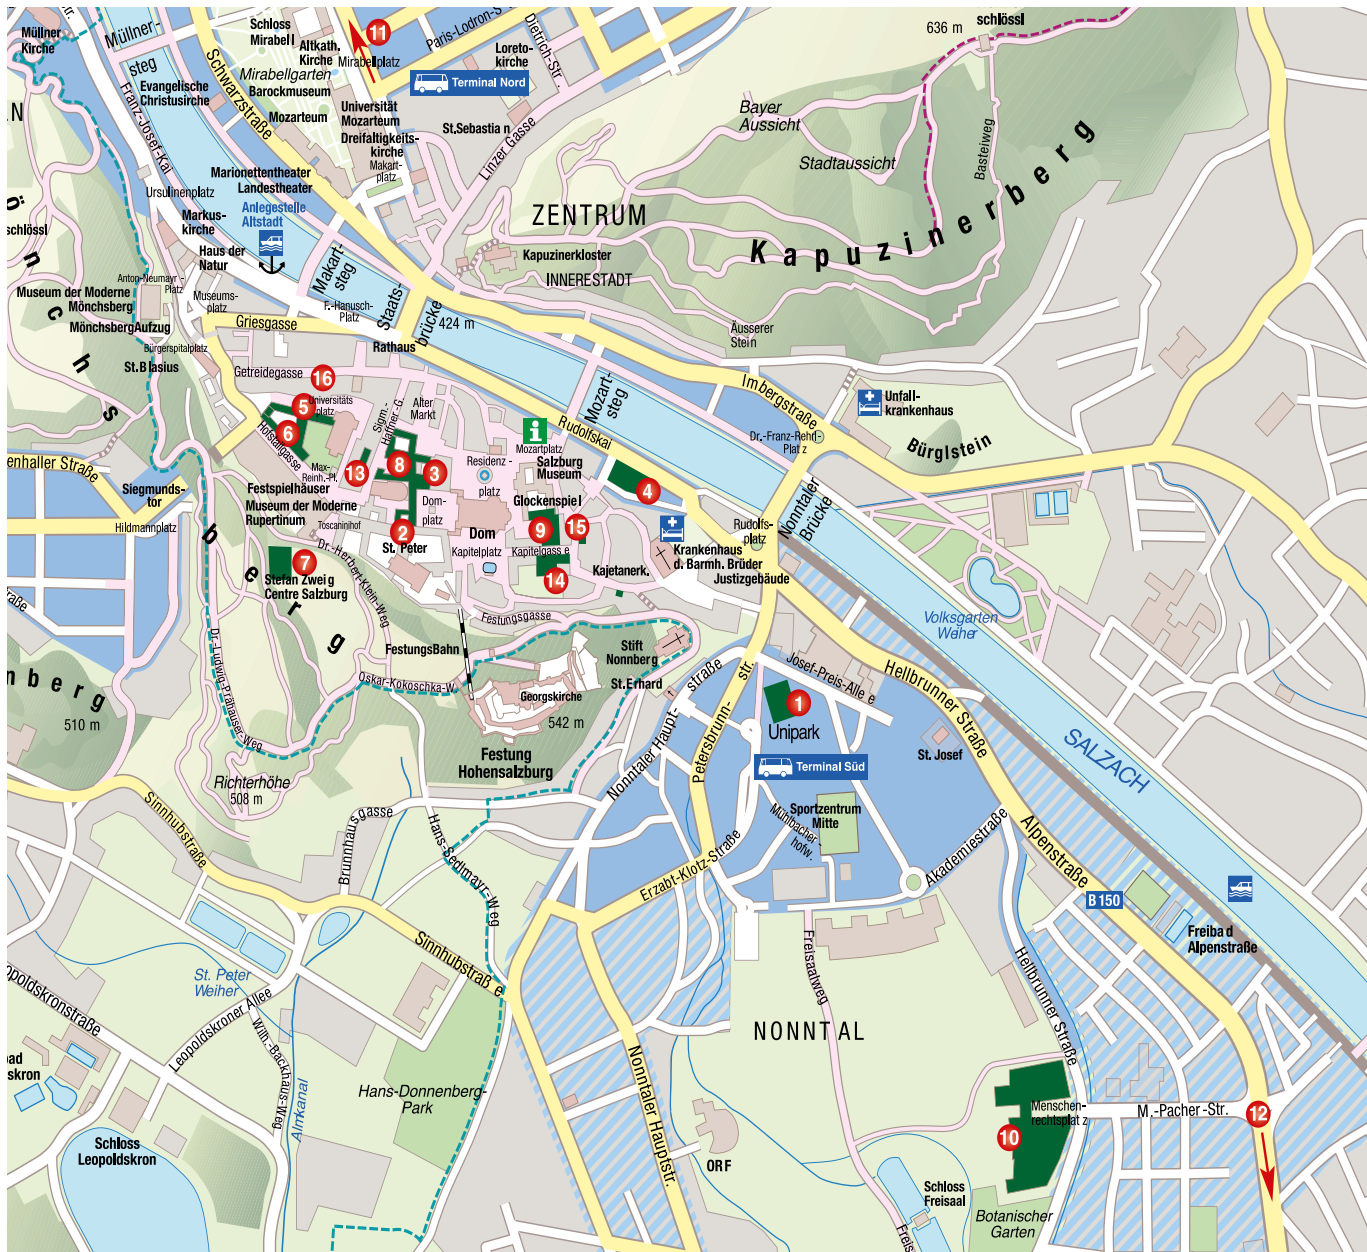 Müllner
Kirche
Müllner-
steg
Schloss
Mirabell
Altkath.
Kirche
Mirabellplatz
11
Paris-Lodron-S
Dietrich-Str.
Loreto-
kirche
636 m
schlössl
Schwarzstraße
Mirabellgarten
Barockmuseum
Terminal Nord
Evangelische
Christuskirche
Franz-Josef-Kai
Mozarteum
Universität
Mozarteum
Dreifaltigkeits-
kirche
Makart-
platz
St.Sebastian
Linzer Gasse
Bayer
Aussicht
Stadtaussicht
Basteiweg
Kapuzinerberg
Marionettentheater
Landestheater
Ursulinenplatz
Anlegestelle
Altstadt
Markus-
kirche
Haus der
Natur
ZENTRUM
Kapuzinerkloster
INNERESTADT
Makart-
steg
Staats-
brücke
424 m
Äusserer
Stein
schlössl
Mönchsberg
Anton-Neumayr-
Platz
Museum der Moderne
Mönchsberg
MönchsbergAufzug
Museums-
platz
F.-Hanusch-
Platz
Griesgasse
Rathaus
Bürgerspitalplatz
St.Blasius
Getreidegasse
16
Universitäts
platz
5
6
Hofstallgasse
Sigm.-
Haffner-G.
Alter
Markt
Mozart-
steg
Imbergstraße
Rudolfskai
Unfall-
krankenhaus
Dr.-Franz-Rehrl-
Platz
Bürglstein
Mozartplatz
Salzburg
Museum
Residenz-
platz
8
3
13
Max-
Reinh.-Pl.
4
Glockenspiel
Festspielhäuser
Museum der Moderne
Rupertinum
Toscaninihof
Dom-
platz
Dom
9
15
2
St. Peter
Kapitelplatz
Kapitelgasse
14
Siegmunds-
tor
Hildmannplatz
enhaller Straße
Krankenhaus
d. Barmh. Brüder
Justizgebäude
Rudolfs-
platz
Nonntaler
Brücke
Kajetanerk.
7
Stefan Zweig
Centre Salzburg
Dr.-Herbert-Klein-Weg
Festungsgasse
Volksgarten
Weiher
FestungsBahn
Stift
Nonnberg
St.Erhard
Georgskirche
542 m
Oskar-Kokoschka-W.
Dr.-Ludwig-Prähauser-Weg
Festung
Hohensalzburg
nberg
510 m
Richterhöhe
508 m
Josef-Preis-Allee
Hellbrunner Straße
1
Unipark
Terminal Süd
St. Josef
SALZACH
Petersbrunn-
str.
Nonntaler Haupt-
straße
Sportzentrum
Mitte
Mühlbacher-
hofw.
Erzabt-Klotz-Straße
Akademiestraße
Alpenstraße
B 150
Freibad
Alpenstraße
Sinnhubstraße
Brunnhausgasse
Hans-Sedlmayr-Weg
Sinnhubstraße
St. Peter
Weiher
Leopoldskroner Allee
opoldskronstraße
Wilh.-Backhaus-Weg
Almkanal
Hans-Donnenberg-
Park
Freisaalweg
NONNTAL
Nonntaler Hauptstr.
Hellbrunner Straße
Menschen-
rechtsplatz
M.-Pacher-Str.
12
10
ORF
Schloss
Freisaal
Botanischer
Garten
Schloss
Leopoldskron